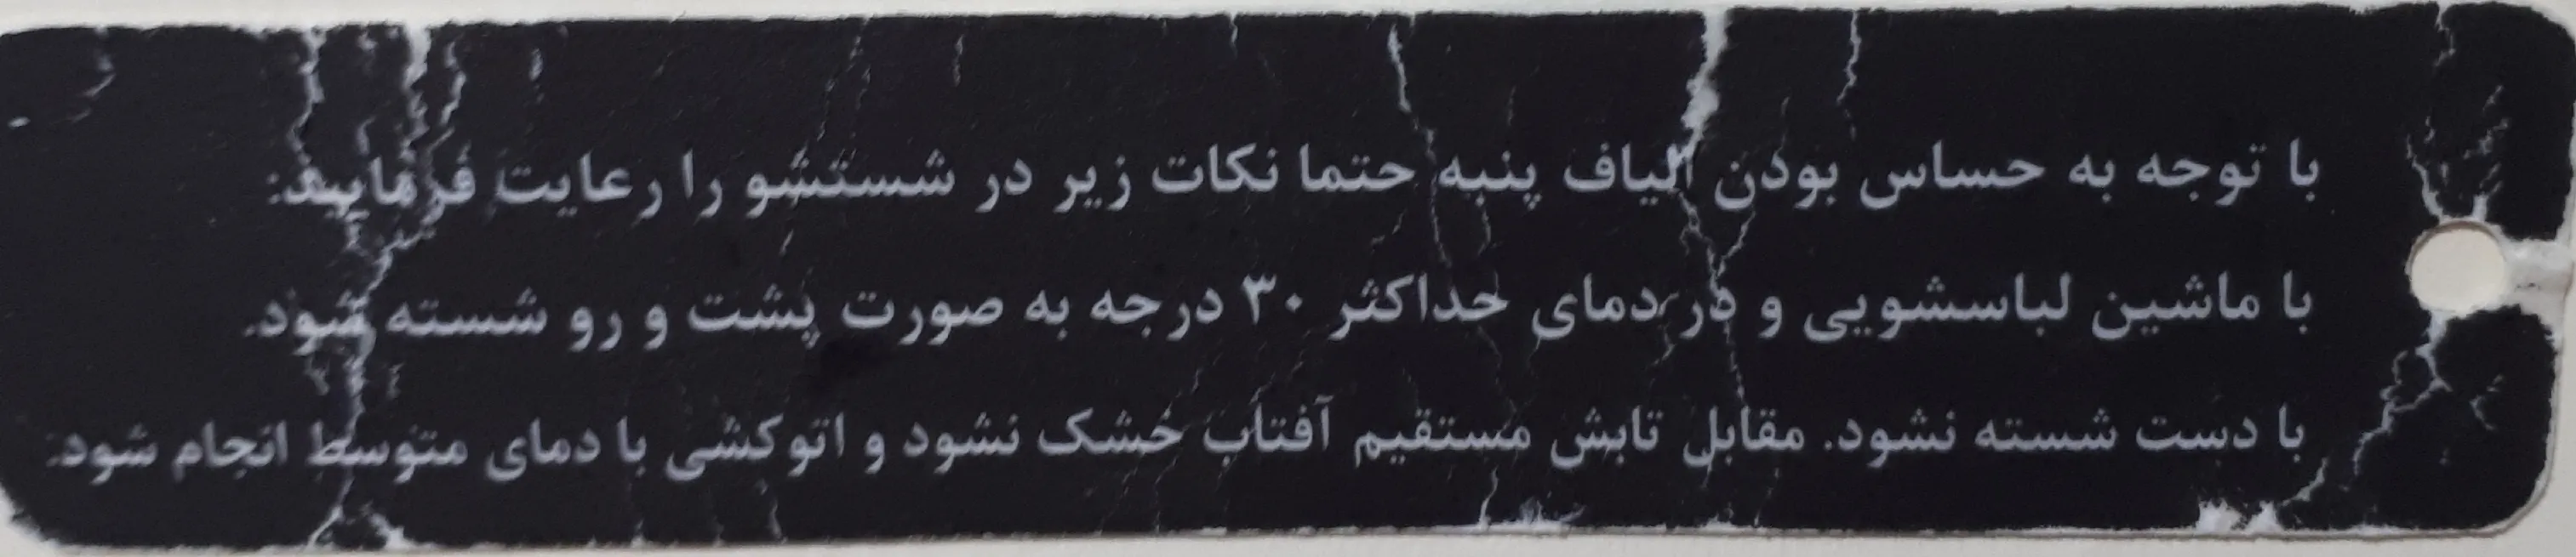 با توجه به حساس بودن الیاف پنبه حتما نکات زیر در شستشو را رعایت فرمایید:
با ماشین لباسشویی و در دمای حداکثر ۳۰ درجه به صورت پشت و رو شسته شود.
با دست شسته نشود. مقابل تابش مستقیم آفتاب خشک نشود و اتوکشی با دمای متوسط انجام شود.